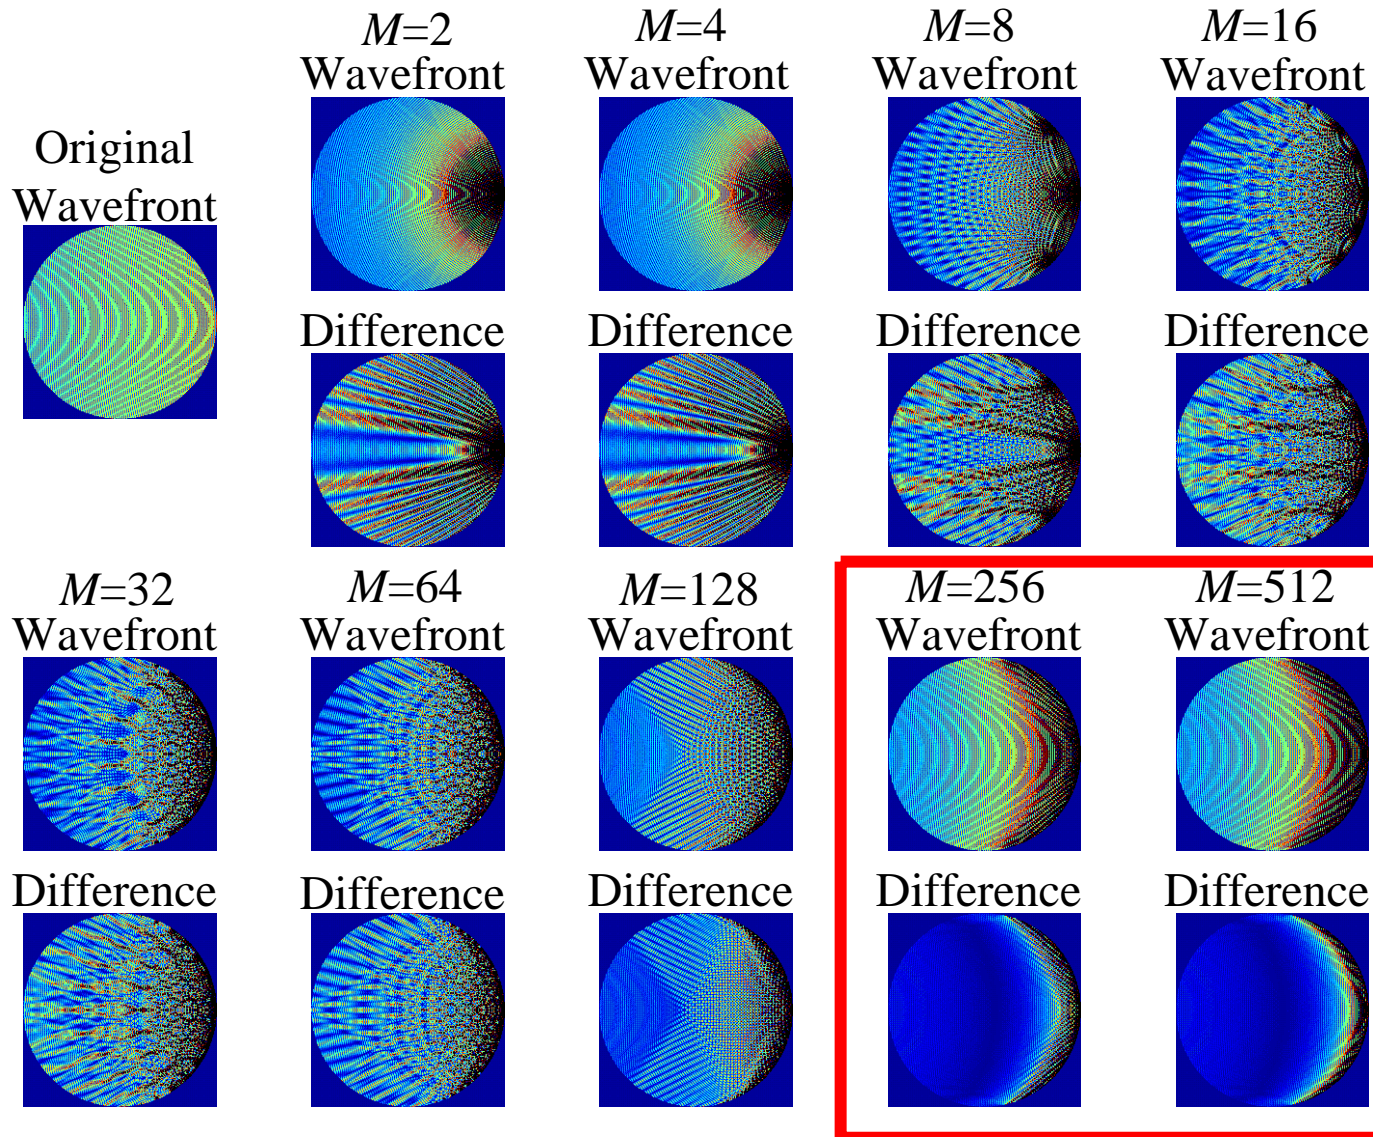 Original
Wavefront
M=2
Wavefront
Difference
M=4
Wavefront
Difference
M=8
Wavefront
Difference
M=16
Wavefront
Difference
M=32
Wavefront
Difference
M=64
Wavefront
Difference
M=128
Wavefront
Difference
M=256
Wavefront
Difference
M=512
Wavefront
Difference